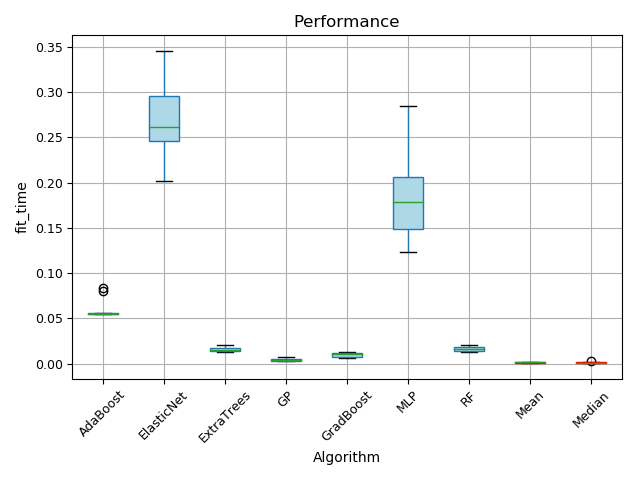 Performance
0.35
0.30
0.25
0.20
0.15
0.10
0.05
0.00
fit_time
AdaBoost
ElasticNet
ExtraTrees
GP
GradBoost
MLP
RF
Mean
Median
Algorithm